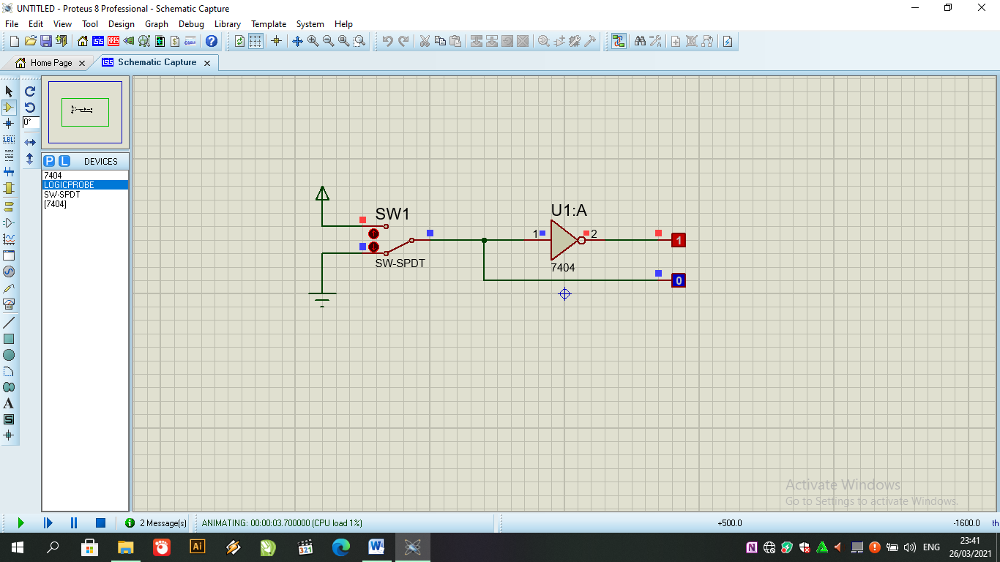 UNTITLED - Proteus 8 Professional - Schematic Capture
File Edit View Tool Design Graph Debug Library Template System Help
Home Page Schematic Capture
0°
LBL
P L DEVICES
7404
LOGICPROBE
SW-SPDT
[7404]
SW1
SW-SPDT
U1:A
1 2
7404
1
0
A
S
Activate Windows
Go to Settings to activate Windows.
2 Message(s) ANIMATING: 00:00:03.700000 (CPU load 1%) +500.0 -1600.0 th
Ai 321 W N ENG 23:41
26/03/2021